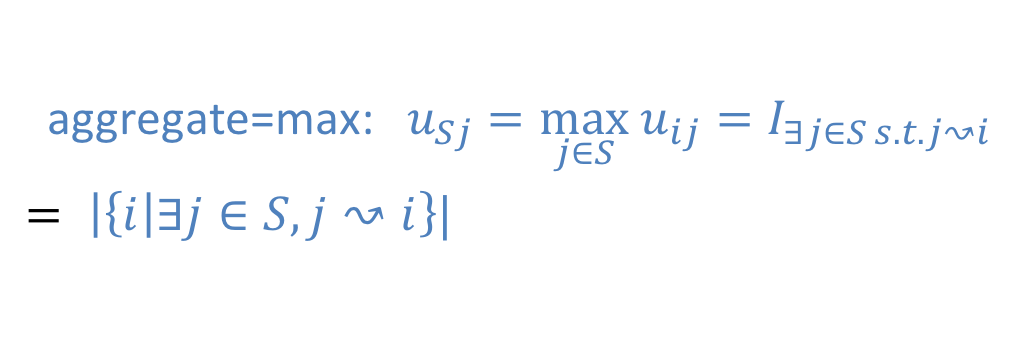 aggregate=max: 𝑢_{𝑆𝑗} = max_{𝑗∈𝑆} 𝑢_{𝑖𝑗} = 𝐼_{∃ 𝑗∈𝑆 𝑠.𝑡.𝑗⤳𝑖}
= |{𝑖|∃𝑗 ∈ 𝑆, 𝑗 ⤳ 𝑖}|